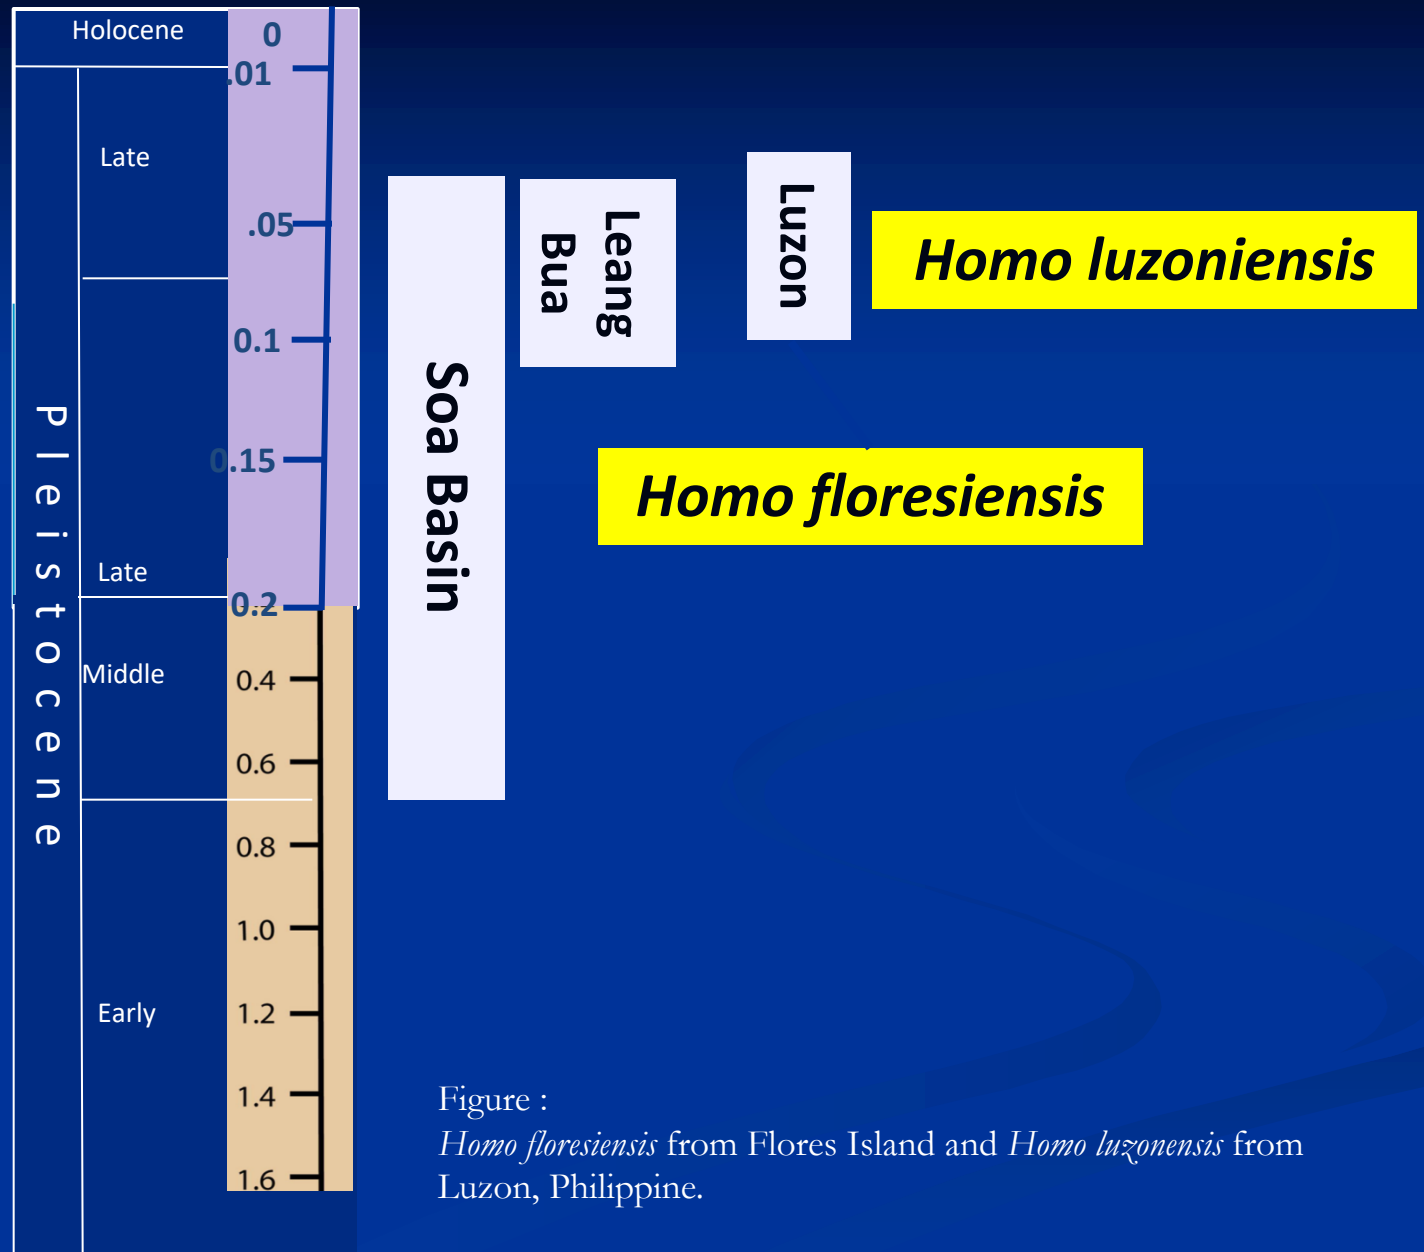 Holocene
0
.01
Late
.05
0.1
0.15
Late
0.2
Middle
0.4
0.6
0.8
1.0
Early
1.2
1.4
1.6
Pleistocene
Soa Basin
Leang
Bua
Luzon
Homo luzoniensis
Homo floresiensis
Figure :
Homo floresiensis from Flores Island and Homo luzonensis from
Luzon, Philippine.